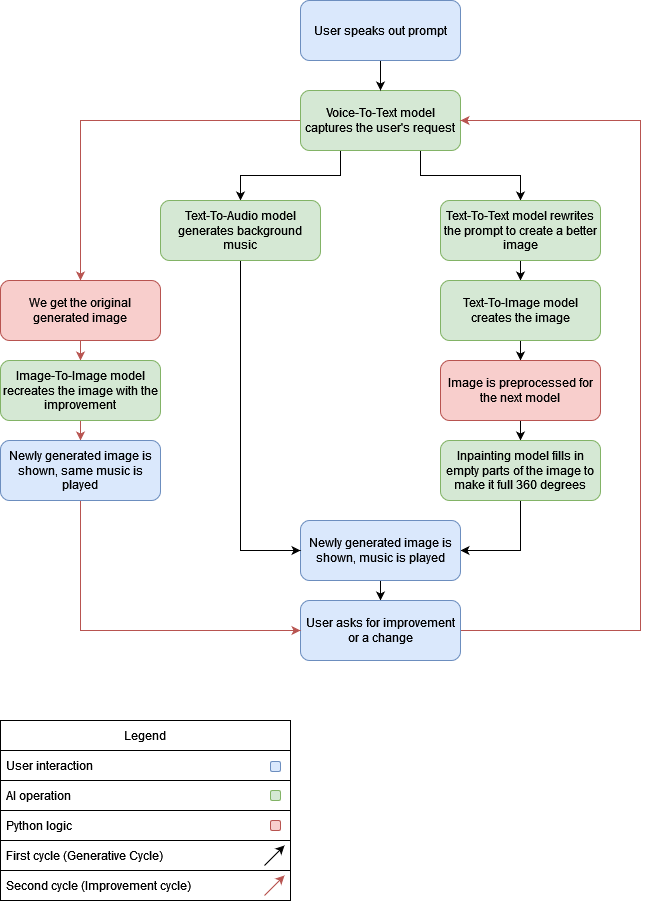 User speaks out prompt
Voice-To-Text model
captures the user's request
Text-To-Audio model
generates background
music
Text-To-Text model rewrites
the prompt to create a better
image
We get the original
generated image
Text-To-Image model
creates the image
Image-To-Image model
recreates the image with the
improvement
Image is preprocessed for
the next model
Newly generated image is
shown, same music is
played
Inpainting model fills in
empty parts of the image to
make it full 360 degrees
Newly generated image is
shown, music is played
User asks for improvement
or a change
Legend
User interaction
AI operation
Python logic
First cycle (Generative Cycle)
Second cycle (Improvement cycle)